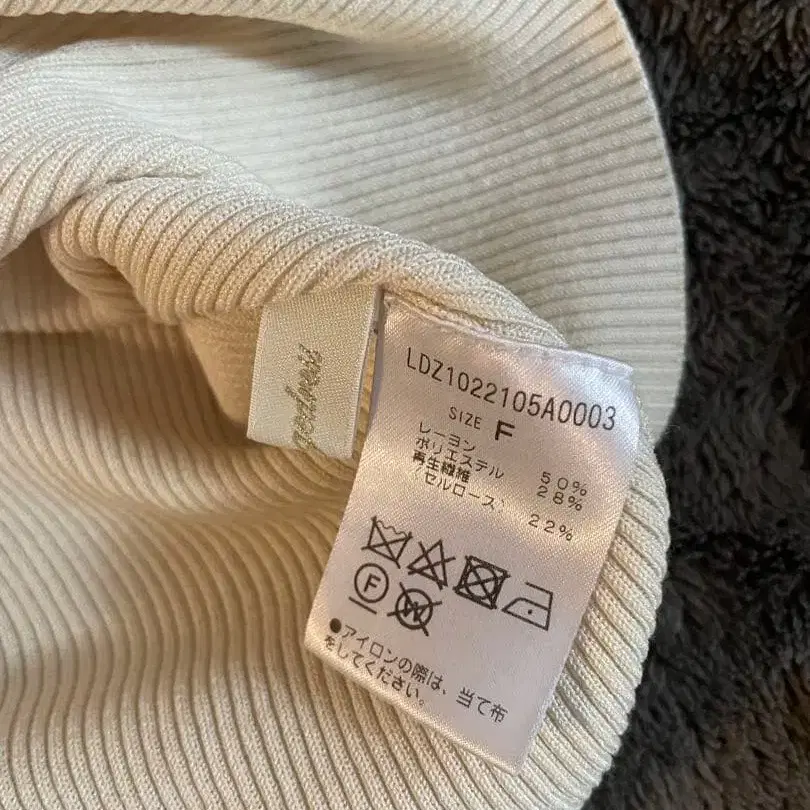 LDZ1022105A0003
SIZE F
レーヨン 50%
ポリエステル 28%
再生繊維
(セルロース) 22%
F
W
●アイロンの際は、当て布
をしてください。